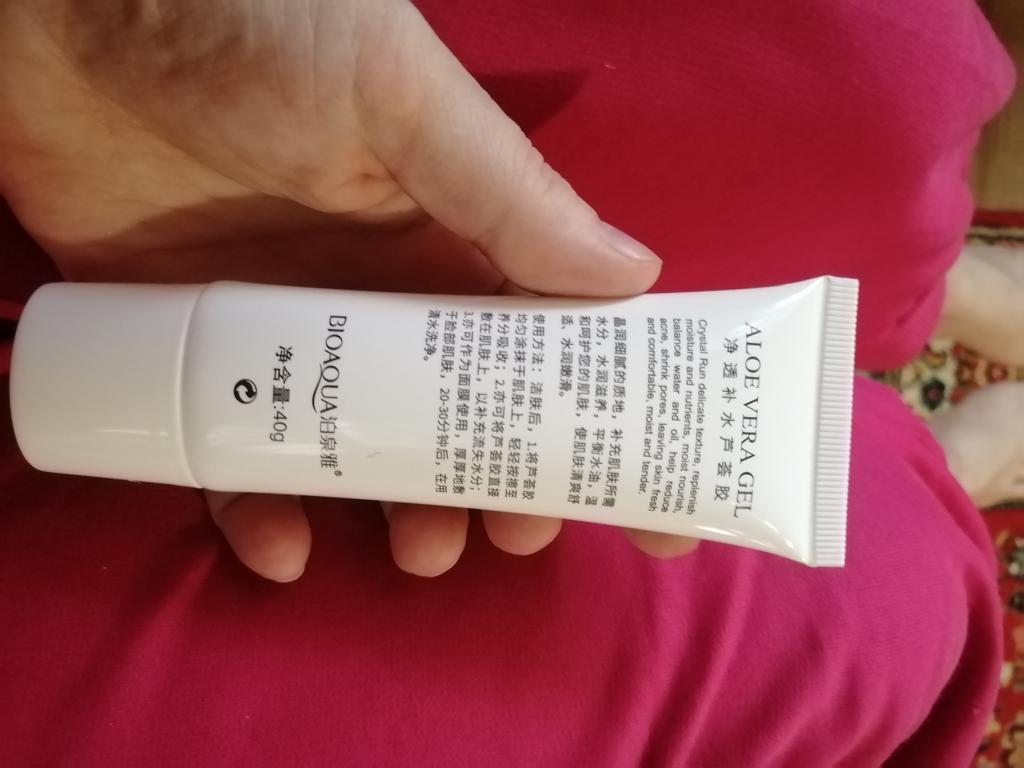 ALOE VERA GEL
净透补水芦荟胶
Crystal Run delicate texture, replenish
moisture and nutrients, moist nourish,
balance water and oil, help reduce
acne, shrink pores, leaving skin fresh
and comfortable, moist and tender.
晶润细腻的质地，补充肌肤所需
水分，水润滋养，平衡水油，温
和呵护您的肌肤，使肌肤清爽舒
适、水润嫩滑。
使用方法：洁肤后，1.将芦荟胶
均匀涂抹于肌肤上，轻轻按擦至
养分吸收；2.亦可将芦荟胶直接
敷在肌肤上，以补充流失水分；
3.亦可作为面膜使用，厚厚地敷
于脸部肌肤，20-30分钟后，在用
清水洗净。
BIOAQUA泊泉雅®
净含量:40g